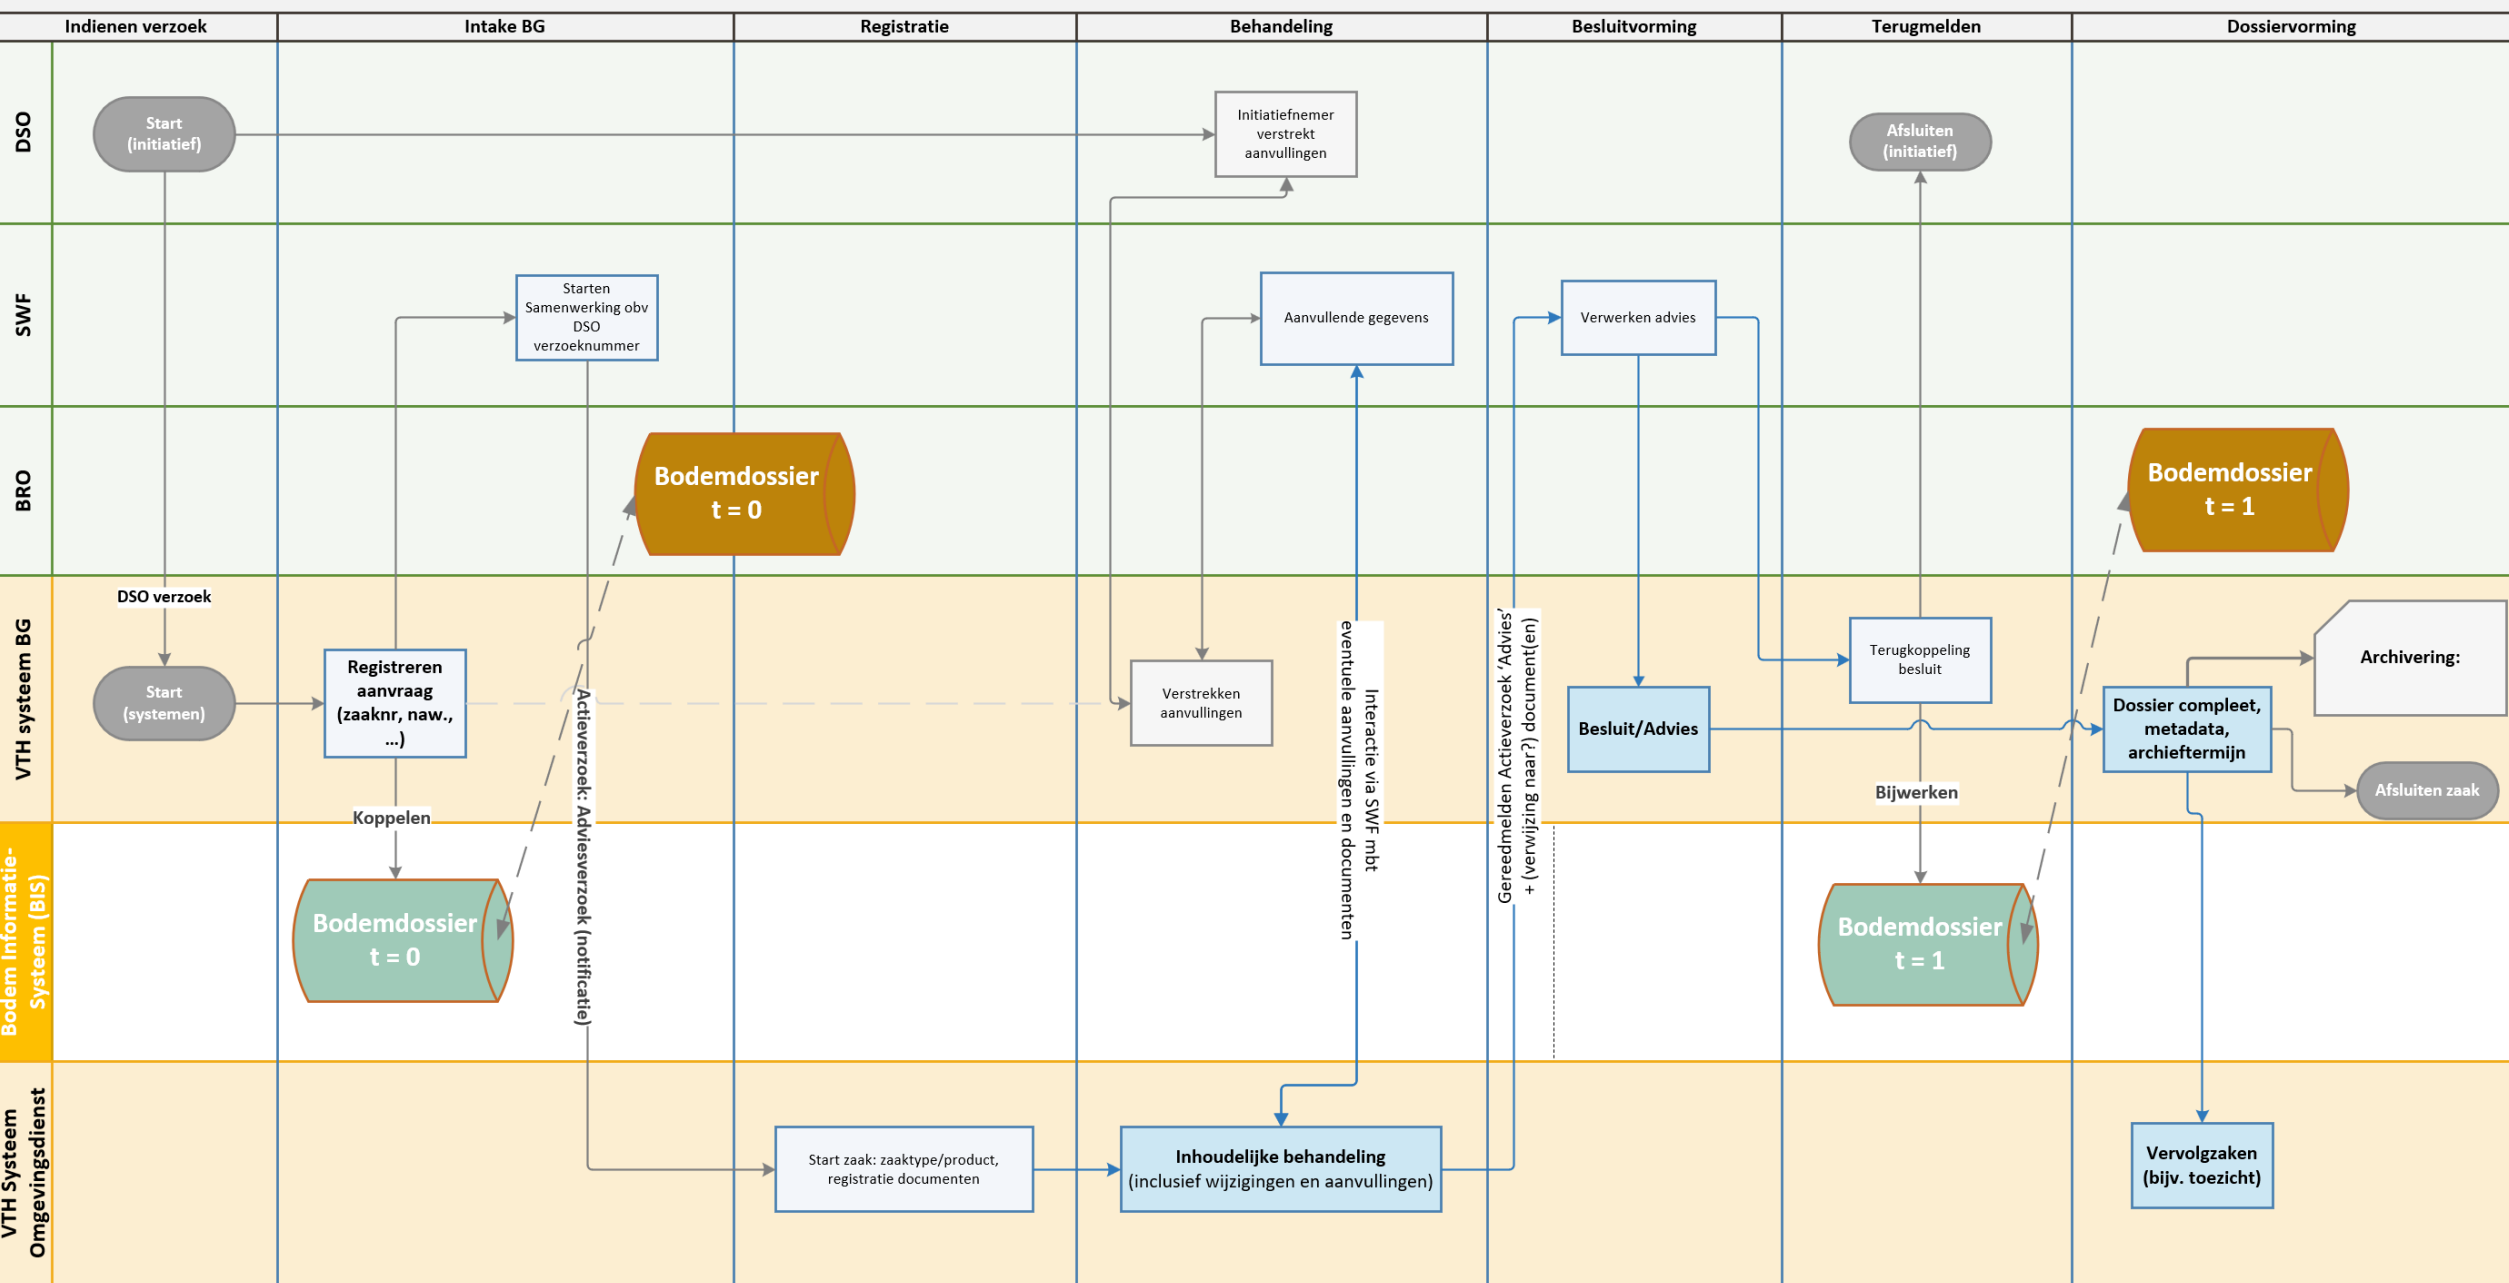 Indienen verzoek
Intake BG
Registratie
Behandeling
Besluitvorming
Terugmelden
Dossiervorming
DSO
Start
(initiatief)
Initiatiefnemer
verstrekt
aanvullingen
Afsluiten
(initiatief)
SWF
Starten
Samenwerking obv
DSO
verzoeknummer
Aanvullende gegevens
Verwerken advies
BRO
Bodemdossier
t = 0
Bodemdossier
t = 1
VTH systeem BG
DSO verzoek
Start
(systemen)
Registreren
aanvraag
(zaaknr, naw.,
...)
Koppelen
Actieverzoek: Adviesverzoek (notificatie)
Verstrekken
aanvullingen
Interactie via SWF mbt
eventuele aanvullingen en documenten
Gereedmelden Actieverzoek ‘Advies’
+ (verwijzing naar?) document(en)
Besluit/Advies
Terugkoppeling
besluit
Bijwerken
Dossier compleet,
metadata,
archieftermijn
Archivering:
Afsluiten zaak
Bodem Informatie-
Systeem (BIS)
Bodemdossier
t = 0
Bodemdossier
t = 1
VTH Systeem
Omgevingsdienst
Start zaak: zaaktype/product,
registratie documenten
Inhoudelijke behandeling
(inclusief wijzigingen en aanvullingen)
Vervolgzaken
(bijv. toezicht)